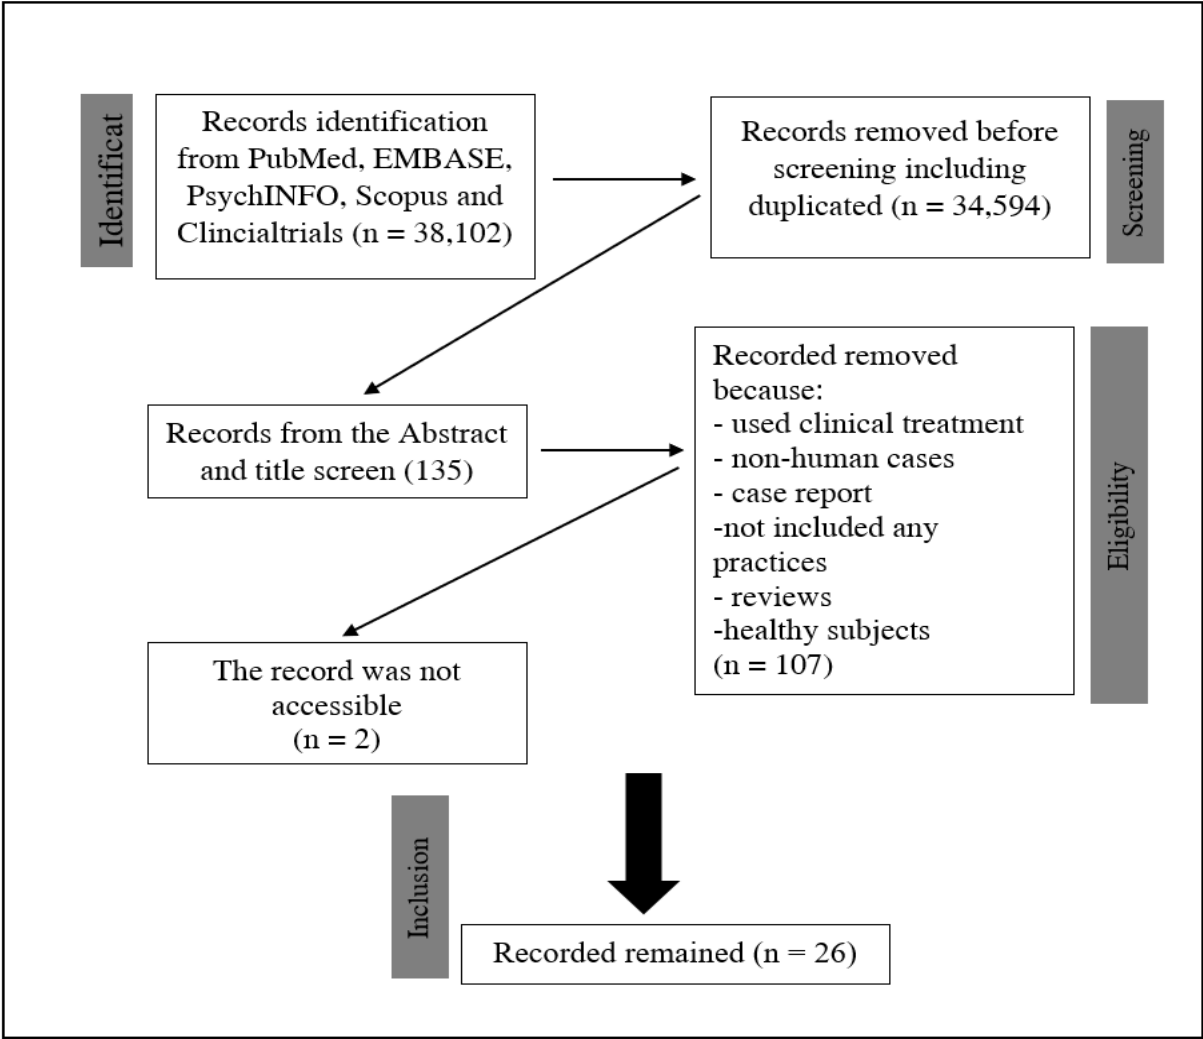 Identificat
Records identification
from PubMed, EMBASE,
PsychINFO, Scopus and
Clincialtrials (n = 38,102)
Records removed before
screening including
duplicated (n = 34,594)
Screening
Records from the Abstract
and title screen (135)
Recorded removed
because:
- used clinical treatment
- non-human cases
- case report
-not included any
practices
- reviews
-healthy subjects
(n = 107)
Eligibility
The record was not
accessible
(n = 2)
Inclusion
Recorded remained (n = 26)